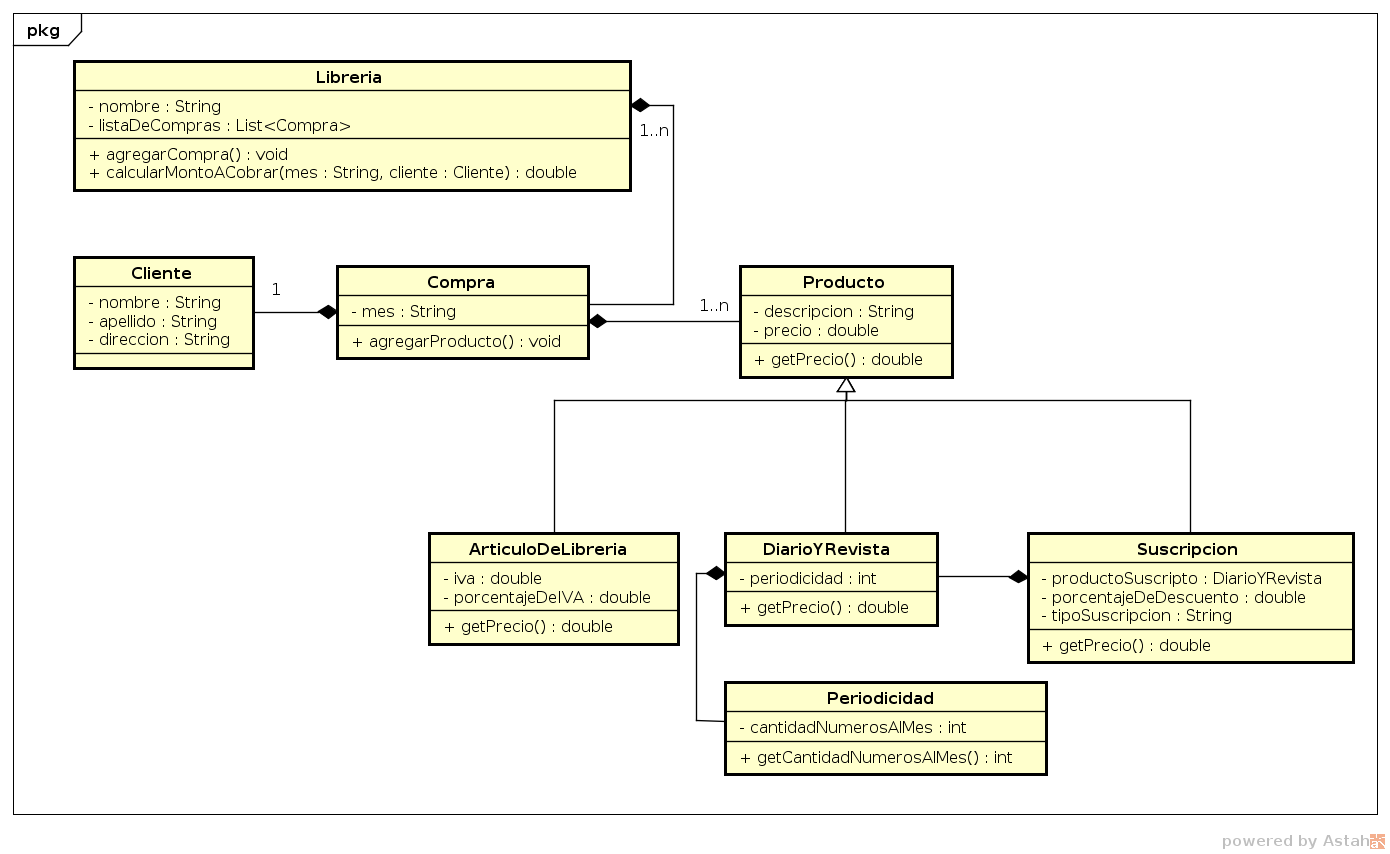 pkg
Libreria
- nombre : String
- listaDeCompras : List<Compra>
+ agregarCompra() : void
+ calcularMontoACobrar(mes : String, cliente : Cliente) : double
1..n
Cliente
- nombre : String
- apellido : String
- direccion : String
1
Compra
- mes : String
+ agregarProducto() : void
1..n
Producto
- descripcion : String
- precio : double
+ getPrecio() : double
ArticuloDeLibreria
- iva : double
- porcentajeDeIVA : double
+ getPrecio() : double
DiarioYRevista
- periodicidad : int
+ getPrecio() : double
Suscripcion
- productoSuscripto : DiarioYRevista
- porcentajeDeDescuento : double
- tipoSuscripcion : String
+ getPrecio() : double
Periodicidad
- cantidadNumerosAlMes : int
+ getCantidadNumerosAlMes() : int
powered by Astah